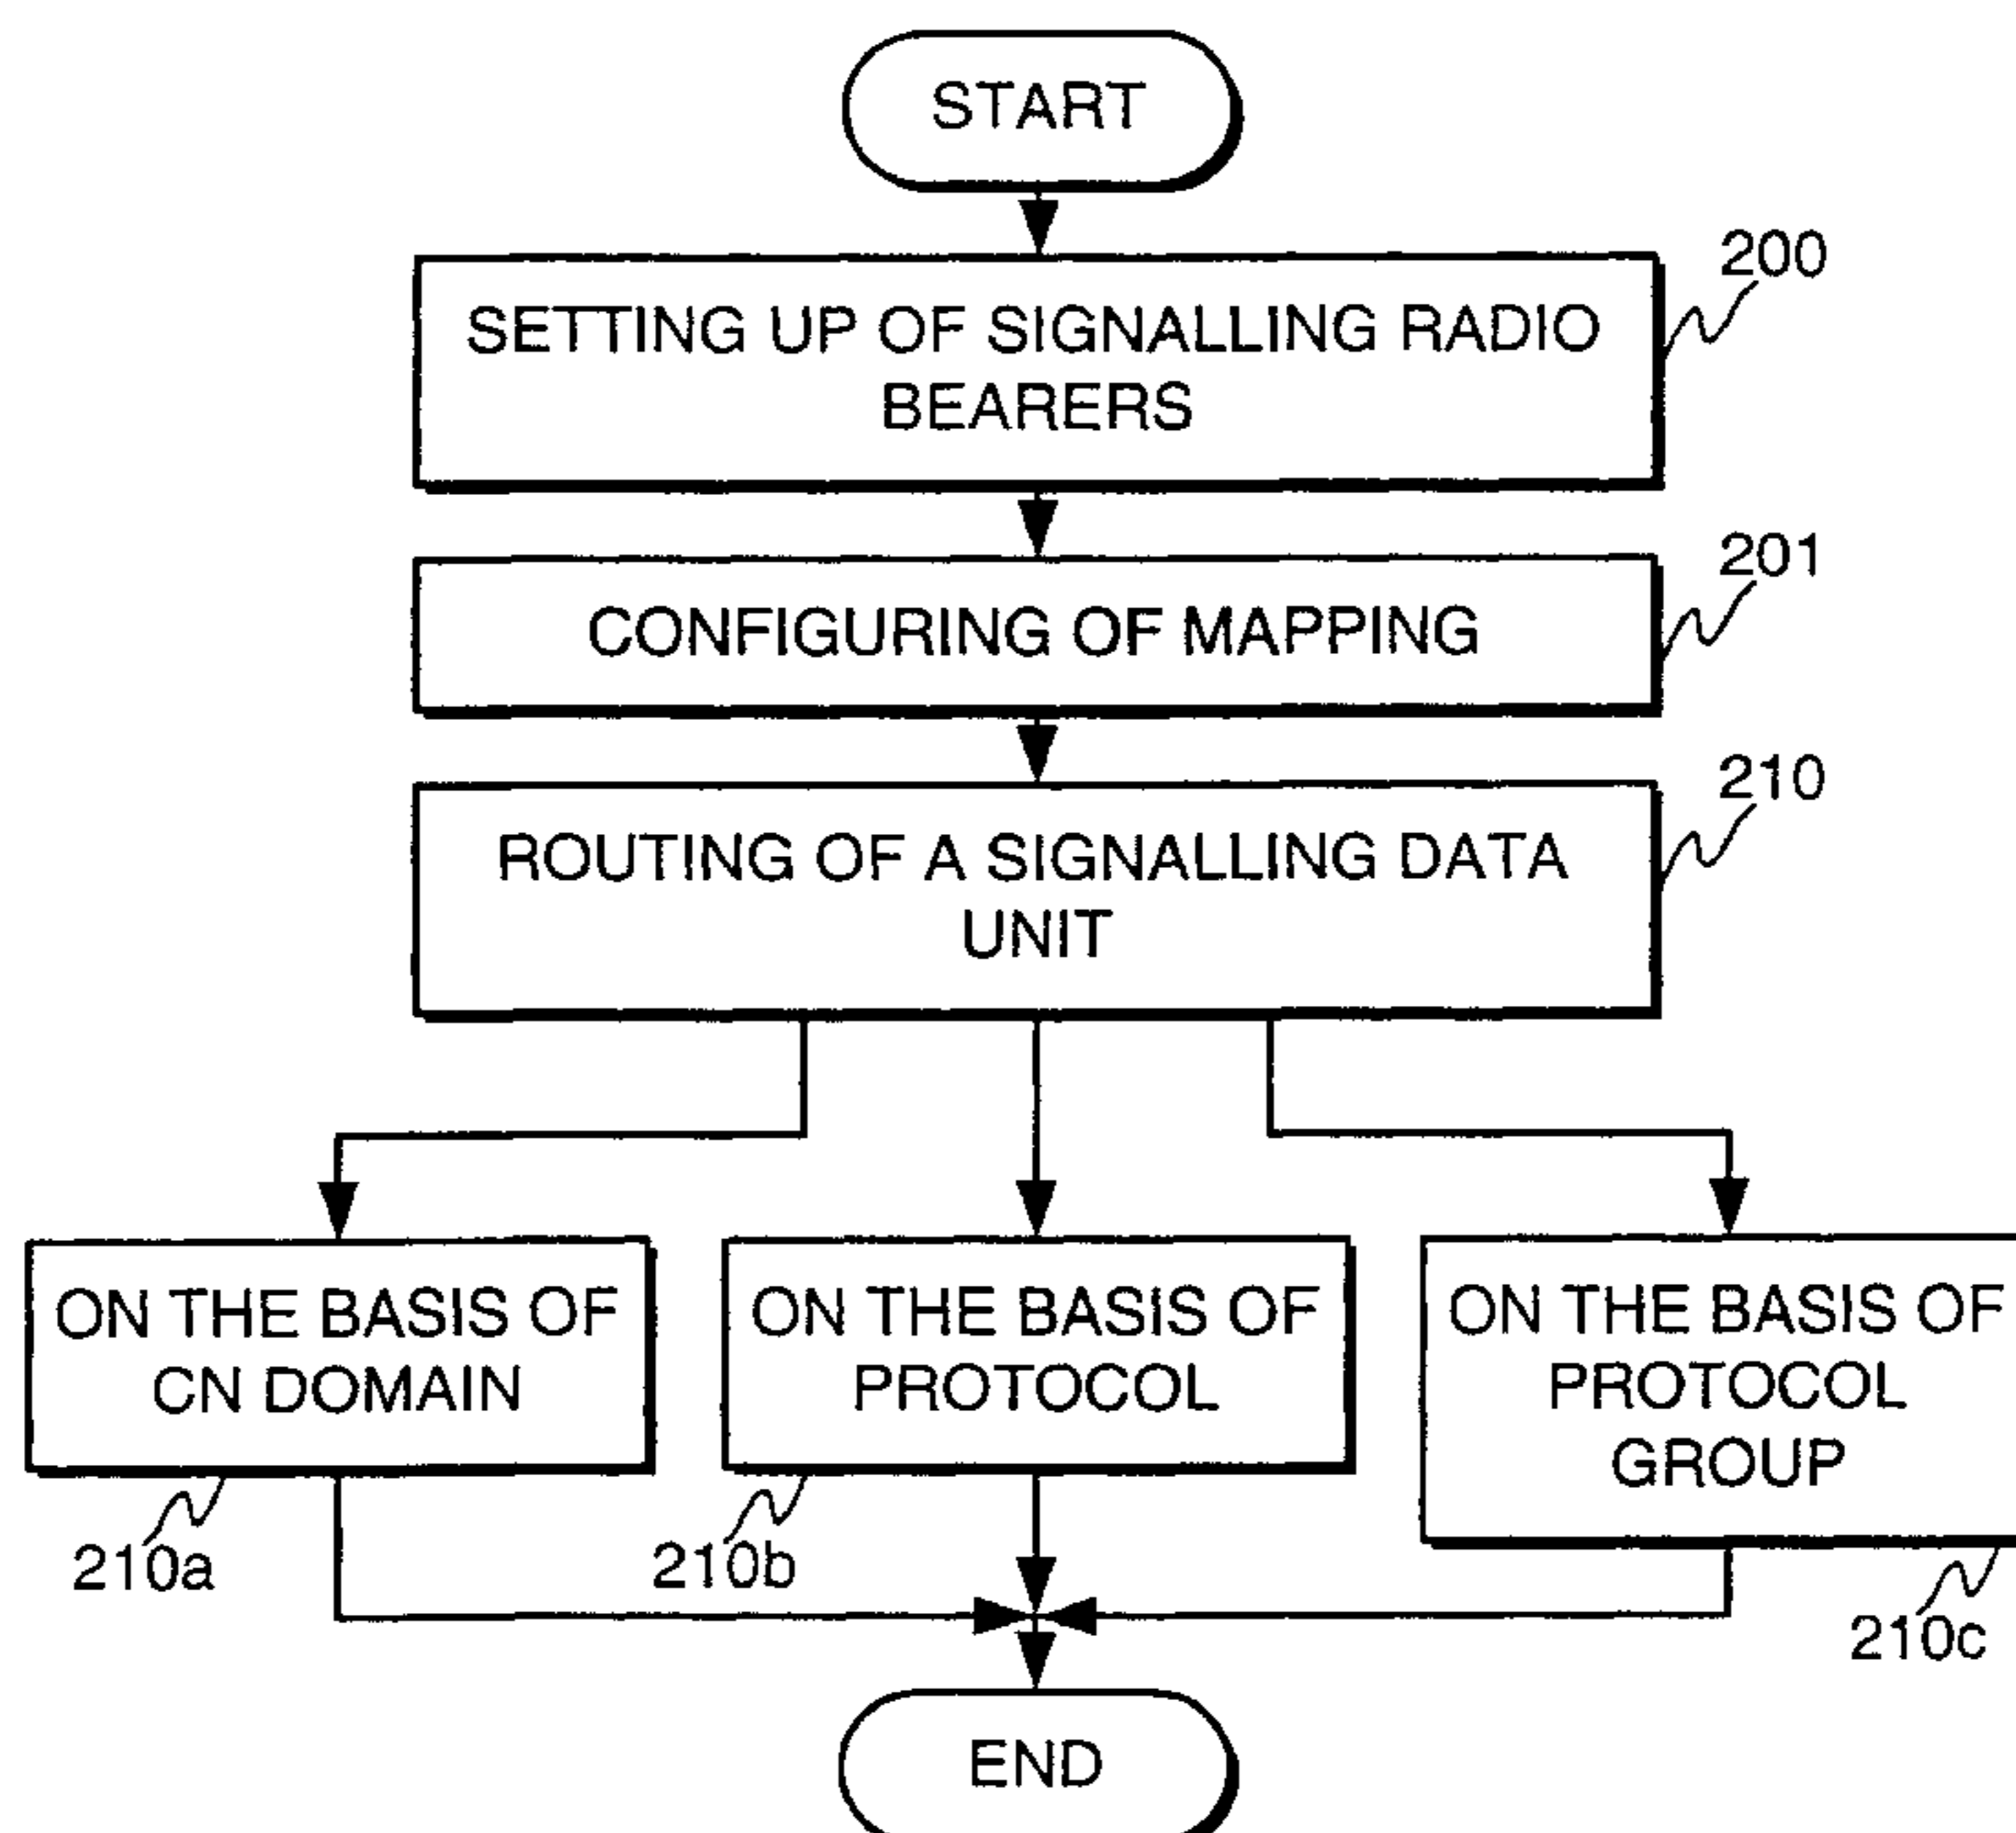 START
200
SETTING UP OF SIGNALLING RADIO
BEARERS
201
CONFIGURING OF MAPPING
210
ROUTING OF A SIGNALLING DATA
UNIT
ON THE BASIS OF
CN DOMAIN
210a
ON THE BASIS OF
PROTOCOL
210b
ON THE BASIS OF
PROTOCOL
GROUP
210c
END